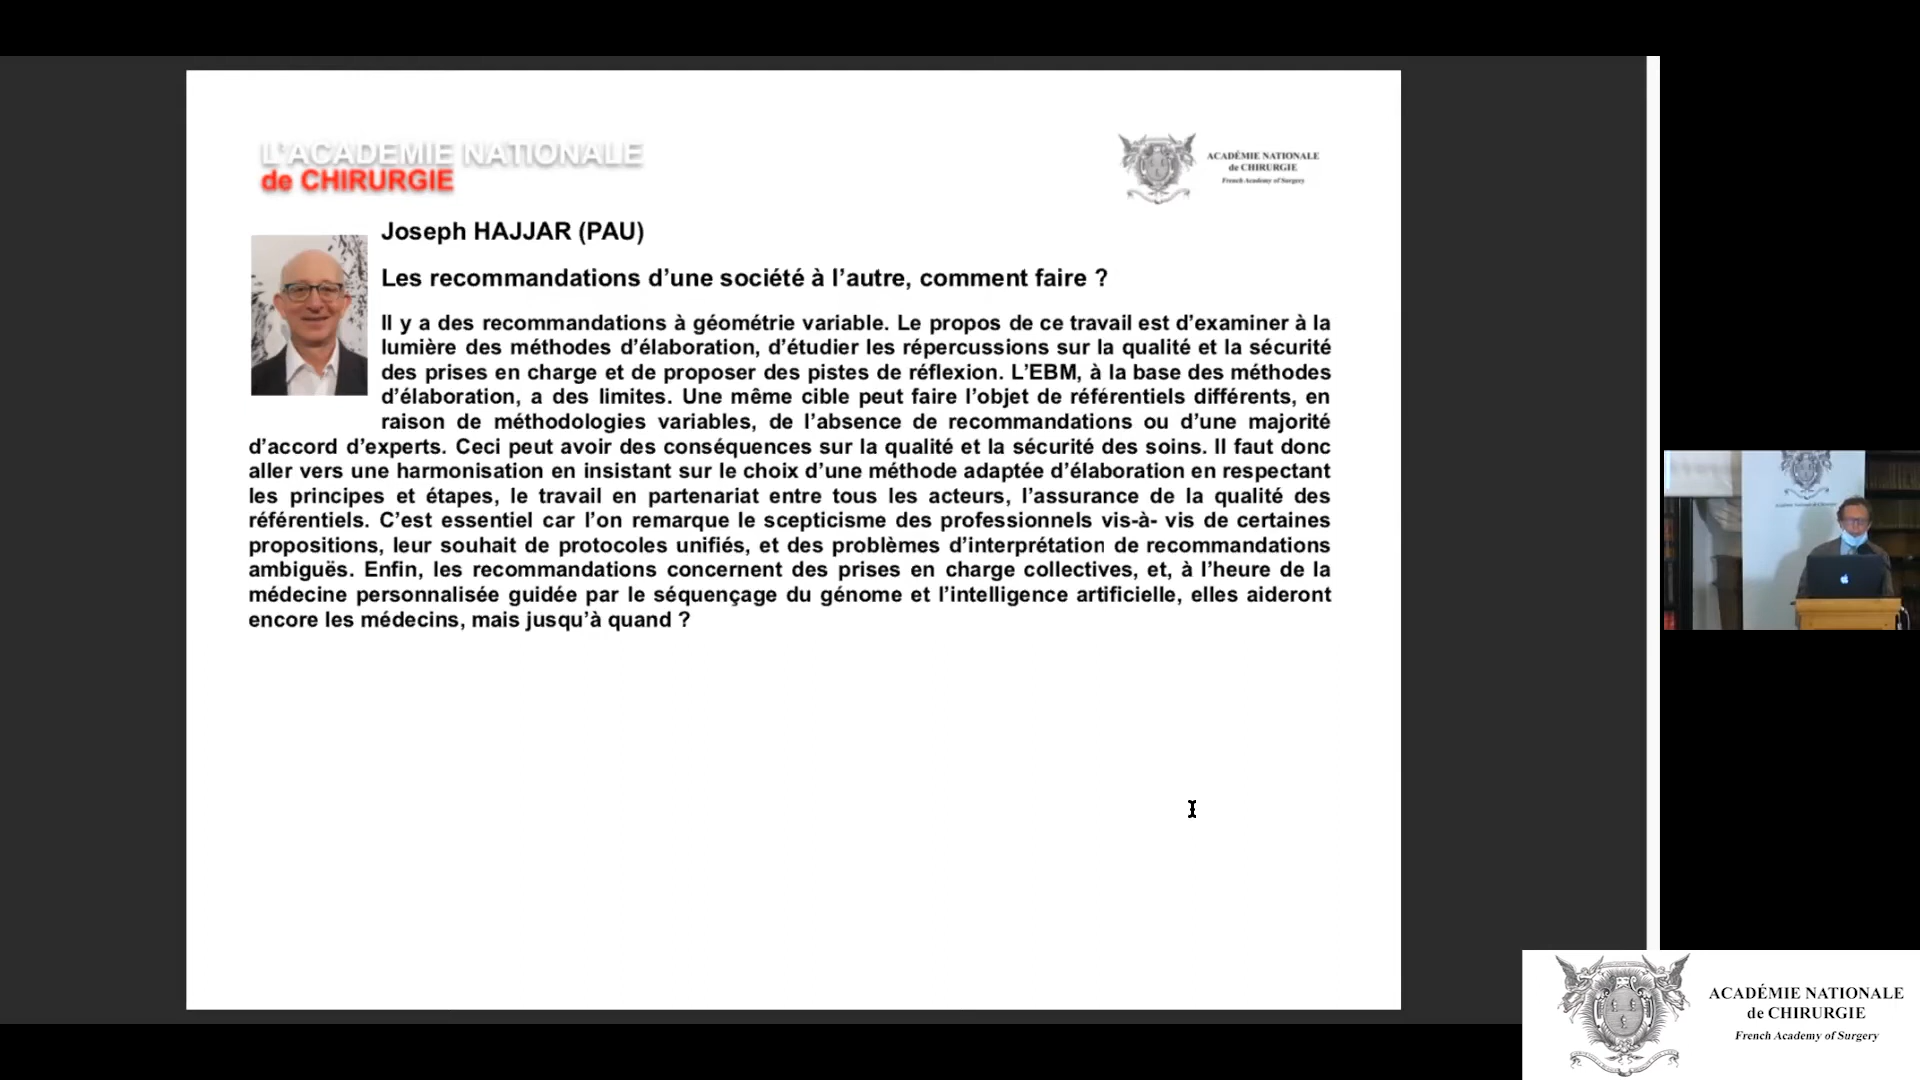 L'ACADEMIE NATIONALE
de CHIRURGIE
ACADÉMIE NATIONALE
de CHIRURGIE
French Academy of Surgery
Joseph HAJJAR (PAU)
Les recommandations d’une société à l’autre, comment faire ?
Il y a des recommandations à géométrie variable. Le propos de ce travail est d’examiner à la
lumière des méthodes d’élaboration, d’étudier les répercussions sur la qualité et la sécurité
des prises en charge et de proposer des pistes de réflexion. L’EBM, à la base des méthodes
d’élaboration, a des limites. Une même cible peut faire l’objet de référentiels différents, en
raison de méthodologies variables, de l’absence de recommandations ou d’une majorité
d’accord d’experts. Ceci peut avoir des conséquences sur la qualité et la sécurité des soins. Il faut donc
aller vers une harmonisation en insistant sur le choix d’une méthode adaptée d’élaboration en respectant
les principes et étapes, le travail en partenariat entre tous les acteurs, l’assurance de la qualité des
référentiels. C’est essentiel car l’on remarque le scepticisme des professionnels vis-à- vis de certaines
propositions, leur souhait de protocoles unifiés, et des problèmes d’interprétation de recommandations
ambiguës. Enfin, les recommandations concernent des prises en charge collectives, et, à l’heure de la
médecine personnalisée guidée par le séquençage du génome et l’intelligence artificielle, elles aideront
encore les médecins, mais jusqu’à quand ?
ACADÉMIE NATIONALE
de CHIRURGIE
French Academy of Surgery